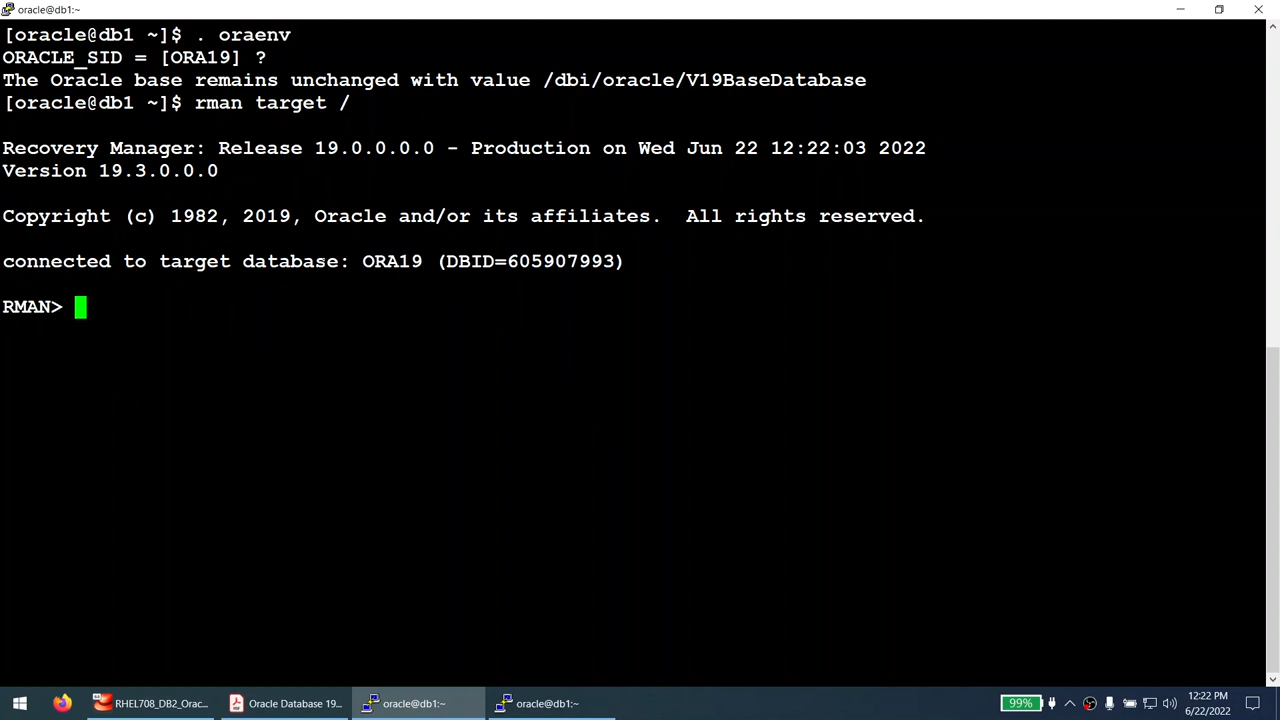 oracle@db1:~
[oracle@db1 ~]$ . oraenv
ORACLE_SID = [ORA19] ?
The Oracle base remains unchanged with value /dbi/oracle/V19BaseDatabase
[oracle@db1 ~]$ rman target /
Recovery Manager: Release 19.0.0.0.0 - Production on Wed Jun 22 12:22:03 2022
Version 19.3.0.0.0
Copyright (c) 1982, 2019, Oracle and/or its affiliates.  All rights reserved.
connected to target database: ORA19 (DBID=605907993)
RMAN>
RHEL708_DB2_Orac...
Oracle Database 19...
oracle@db1:~
oracle@db1:~
99%
12:22 PM
6/22/2022